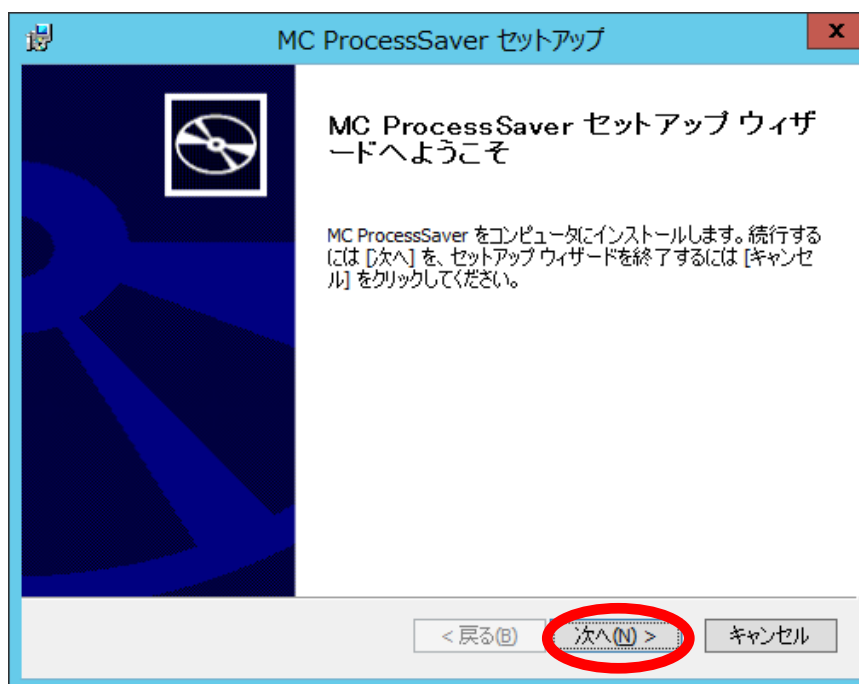 MC ProcessSaver セットアップ
x
MC ProcessSaver セットアップ ウィザ
ードへようこそ
MC ProcessSaver をコンピュータにインストールします。続行する
には [次へ] を、セットアップ ウィザードを終了するには [キャンセ
ル] をクリックしてください。
< 戻る(B) 次へ(N) > キャンセル